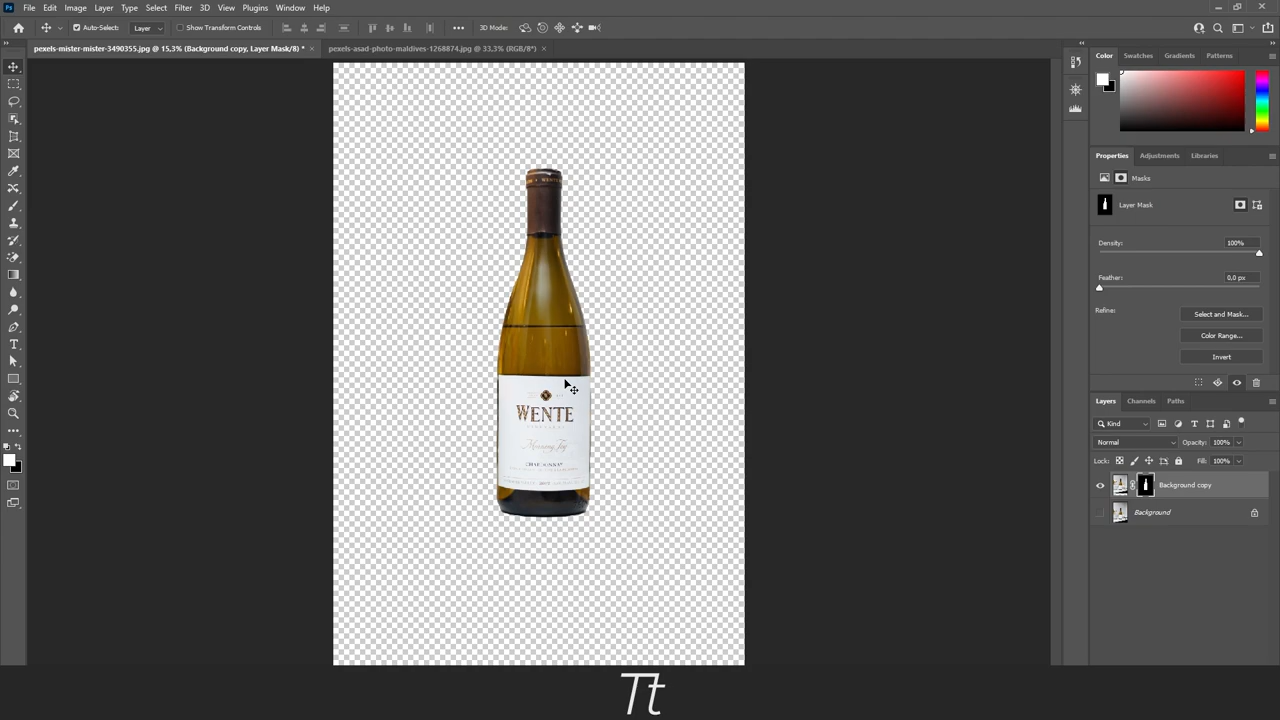 Ps File Edit Image Layer Type Select Filter 3D View Plugins Window Help
Auto-Select: Layer Show Transform Controls 3D Mode:
pexels-mister-mister-3490355.jpg @ 15,3% (Background copy, Layer Mask/8) * × pexels-asad-photo-maldives-1268874.jpg @ 33,3% (RGB/8*) ×
Color Swatches Gradients Patterns
Properties Adjustments Libraries
Masks
Layer Mask
Density: 100%
Feather: 0,0 px
Refine: Select and Mask...
Color Range...
Invert
Layers Channels Paths
Kind
Normal Opacity: 100%
Lock: Fill: 100%
Background copy
Background
WENTE
Morning Fog
CHARDONNAY
Tt